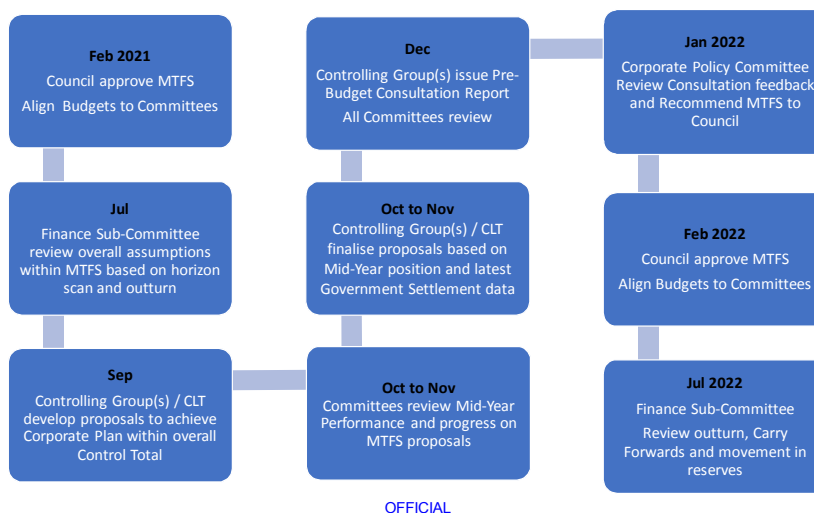 Feb 2021
Council approve MTFS
Align Budgets to Committees
Jul
Finance Sub-Committee
review overall assumptions
within MTFS based on horizon
scan and outturn
Sep
Controlling Group(s) / CLT
develop proposals to achieve
Corporate Plan within overall
Control Total
Oct to Nov
Committees review Mid-Year
Performance and progress on
MTFS proposals
Oct to Nov
Controlling Group(s) / CLT
finalise proposals based on
Mid-Year position and latest
Government Settlement data
Dec
Controlling Group(s) issue Pre-
Budget Consultation Report
All Committees review
Jan 2022
Corporate Policy Committee
Review Consultation feedback
and Recommend MTFS to
Council
Feb 2022
Council approve MTFS
Align Budgets to Committees
Jul 2022
Finance Sub-Committee
Review outturn, Carry
Forwards and movement in
reserves
OFFICIAL